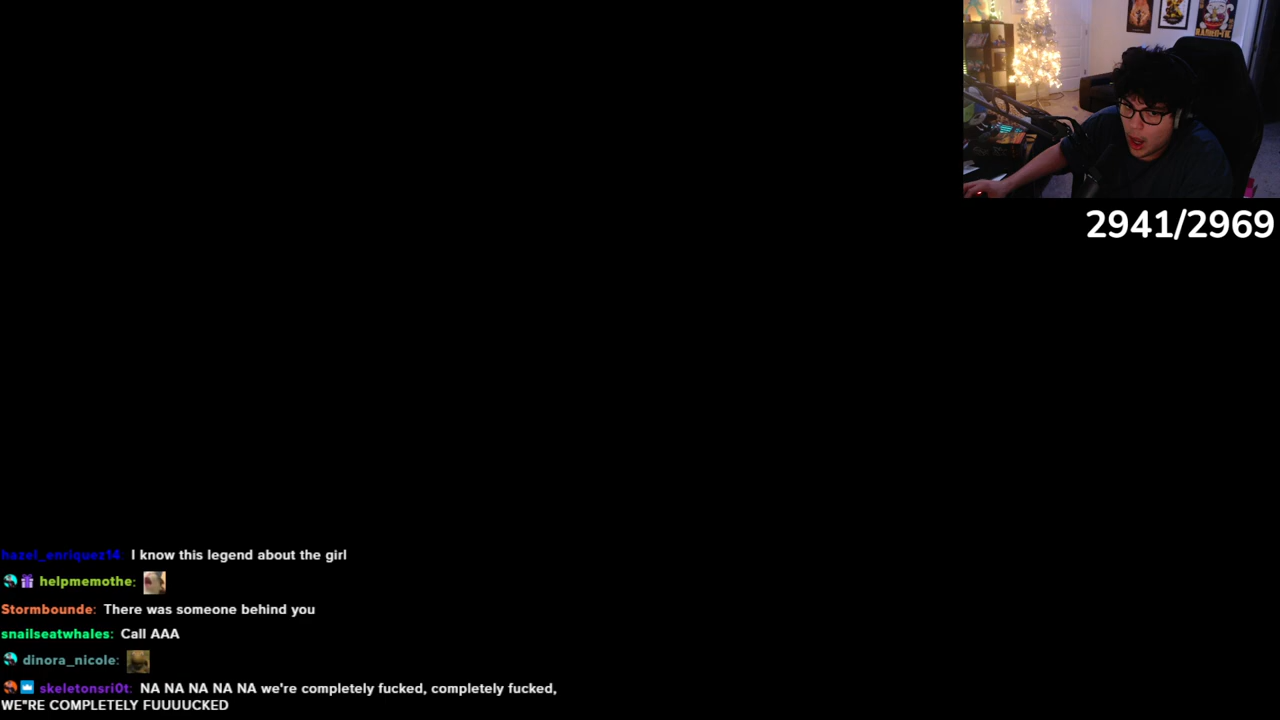 2941/2969
hazel_enriquez14: I know this legend about the girl
helpmemothe:
Stormbounde: There was someone behind you
snailseatwhales: Call AAA
dinora_nicole:
skeletonsri0t: NA NA NA NA NA we're completely fucked, completely fucked,
WE"RE COMPLETELY FUUUUCKED